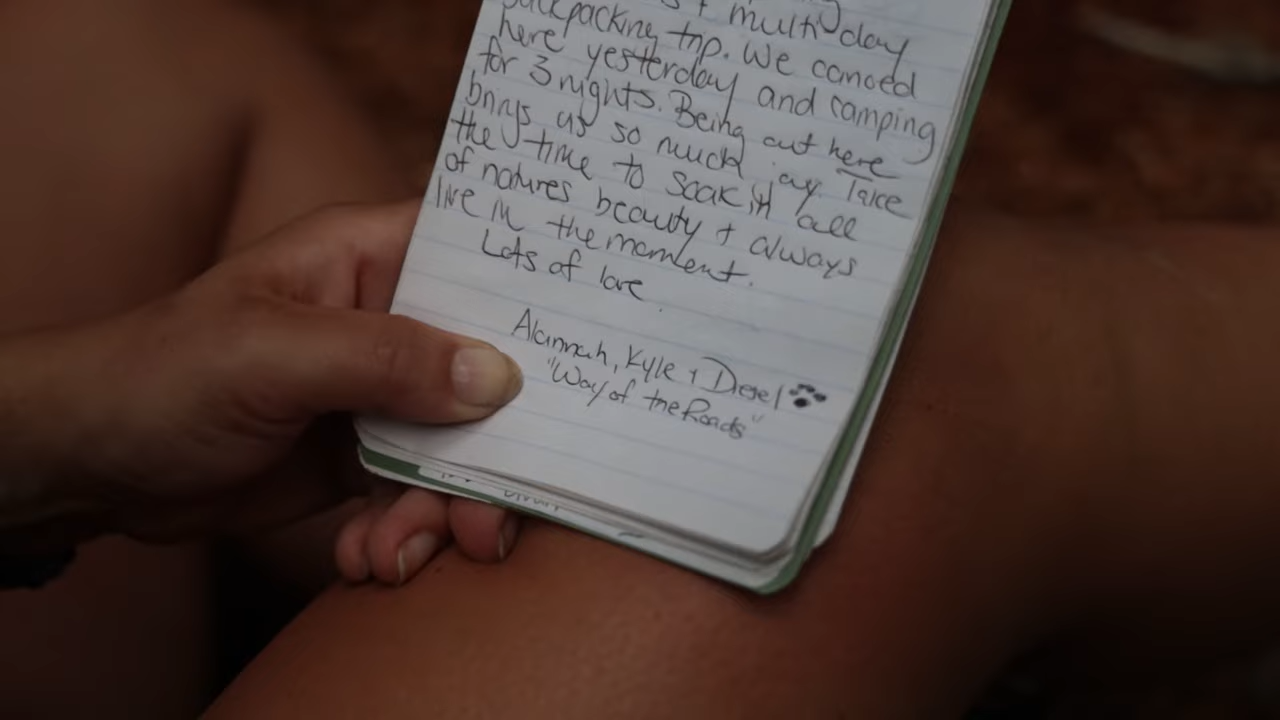 + multi day
backpacking trip. We canoed
here yesterday and camping
for 3 nights. Being out here
brings us so much joy. Take
the time to soak in all
of natures beauty + always
live in the moment.
Lots of love
Alannah, Kyle + Diesel
"Way of the Roads"